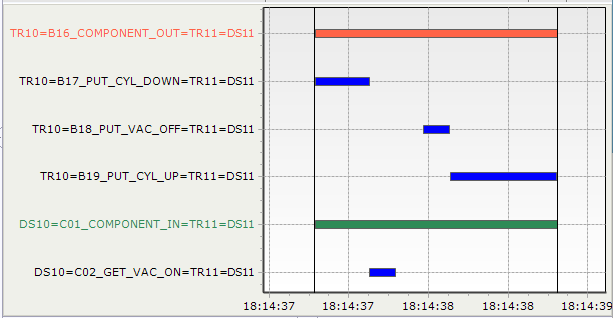 TR10=B16_COMPONENT_OUT=TR11=DS11
TR10=B17_PUT_CYL_DOWN=TR11=DS11
TR10=B18_PUT_VAC_OFF=TR11=DS11
TR10=B19_PUT_CYL_UP=TR11=DS11
DS10=C01_COMPONENT_IN=TR11=DS11
DS10=C02_GET_VAC_ON=TR11=DS11
18:14:37 18:14:37 18:14:38 18:14:38 18:14:39